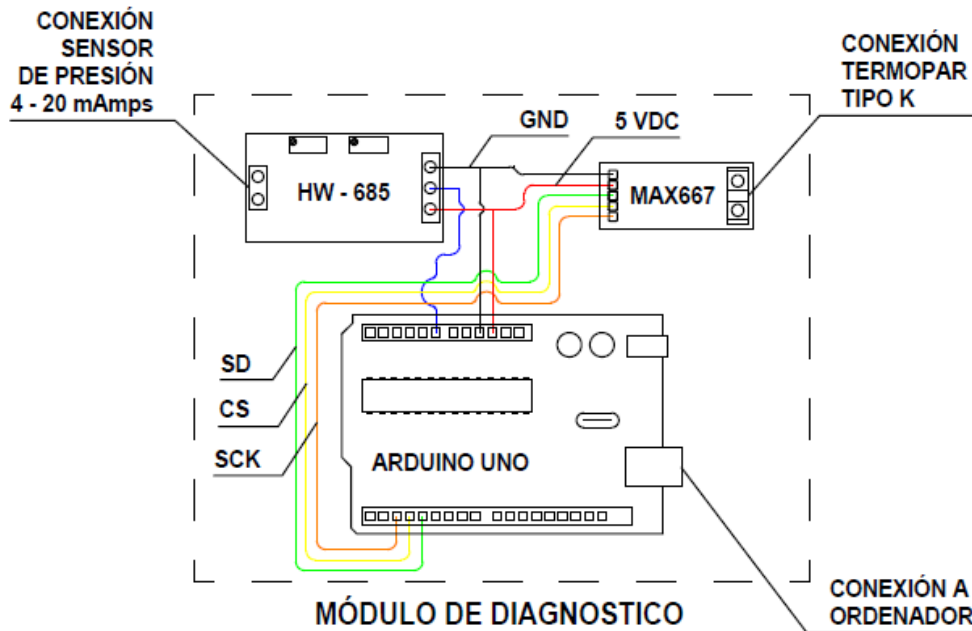 CONEXIÓN
SENSOR
DE PRESIÓN
4 - 20 mAmps
CONEXIÓN
TERMOPAR
TIPO K
GND
5 VDC
HW - 685
MAX667
SD
CS
SCK
ARDUINO UNO
CONEXIÓN A
ORDENADOR
MÓDULO DE DIAGNOSTICO